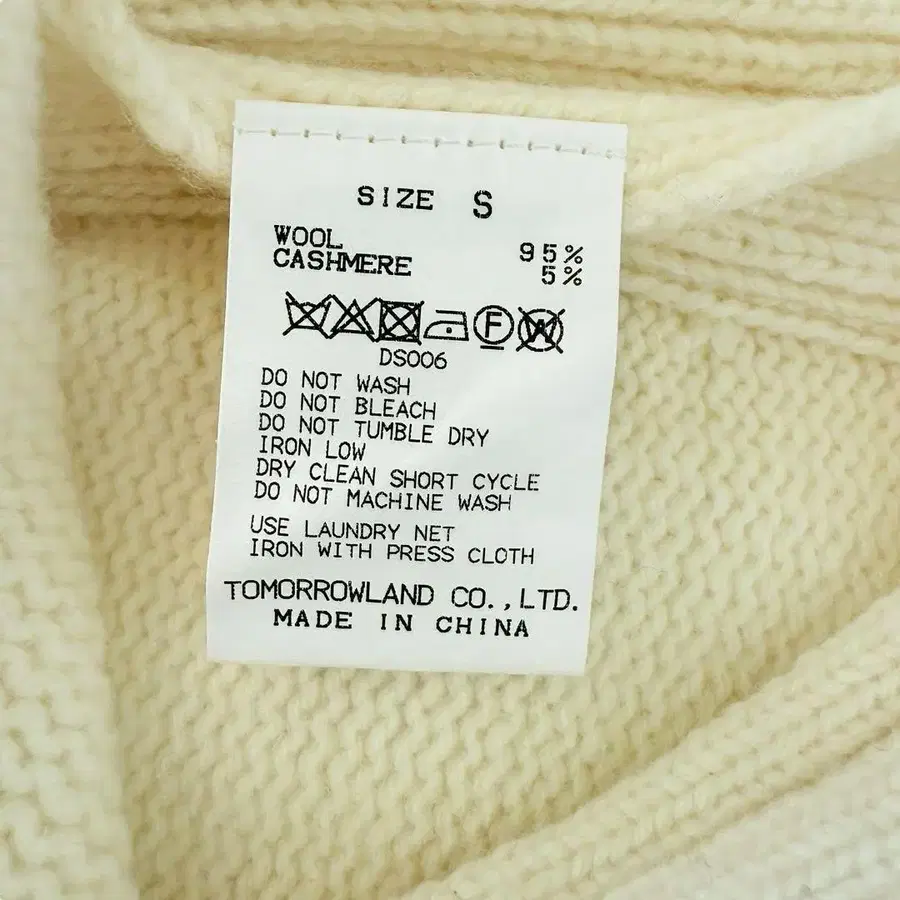 SIZE S
WOOL 95%
CASHMERE 5%
F W
DS006
DO NOT WASH
DO NOT BLEACH
DO NOT TUMBLE DRY
IRON LOW
DRY CLEAN SHORT CYCLE
DO NOT MACHINE WASH
USE LAUNDRY NET
IRON WITH PRESS CLOTH
TOMORROWLAND CO.,LTD.
MADE IN CHINA